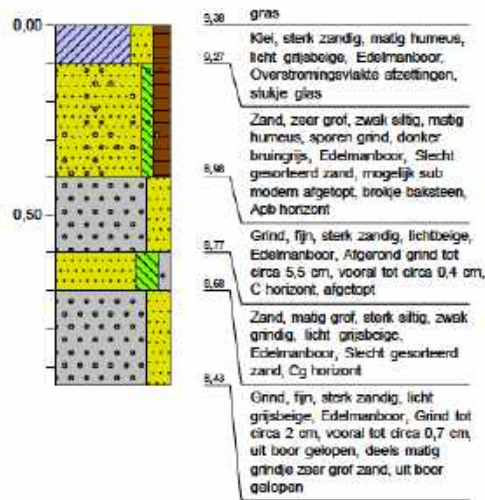 0,00
0,50
9,38
9,27
8,98
8,77
8,68
8,43
gras
Klei, sterk zandig, matig humeus,
licht grijsbeige, Edelmanboor,
Overstromingsvlakte afzettingen,
stukje glas
Zand, zeer grof, zwak siltig, matig
humeus, sporen grind, donker
bruingrijs, Edelmanboor, Slecht
gesorteerd zand, mogelijk sub
modern afgetopt, brokje baksteen,
Apb horizont
Grind, fijn, sterk zandig, lichtbeige,
Edelmanboor, Afgerond grind tot
circa 5,5 cm, vooral tot circa 0,4 cm,
C horizont, afgetopt
Zand, matig grof, sterk siltig, zwak
grindig, licht grijsbeige,
Edelmanboor, Slecht gesorteerd
zand, Cg horizont
Grind, fijn, sterk zandig, licht
grijsbeige, Edelmanboor, Grind tot
circa 2 cm, vooral tot circa 0,7 cm,
uit boor gelopen, deels matig
grindje zeer grof zand, uit boor
gelopen